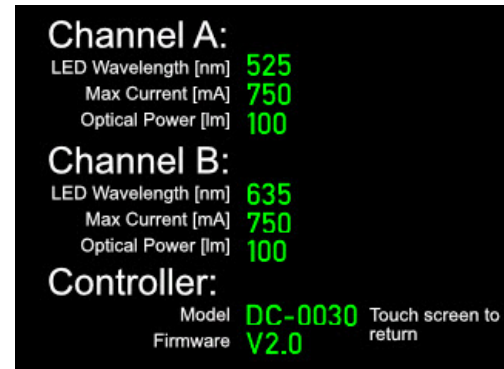 Channel A:
LED Wavelength [nm] 525
Max Current [mA] 750
Optical Power [lm] 100
Channel B:
LED Wavelength [nm] 635
Max Current [mA] 750
Optical Power [lm] 100
Controller:
Model DC-0030 Touch screen to
Firmware V2.0 return